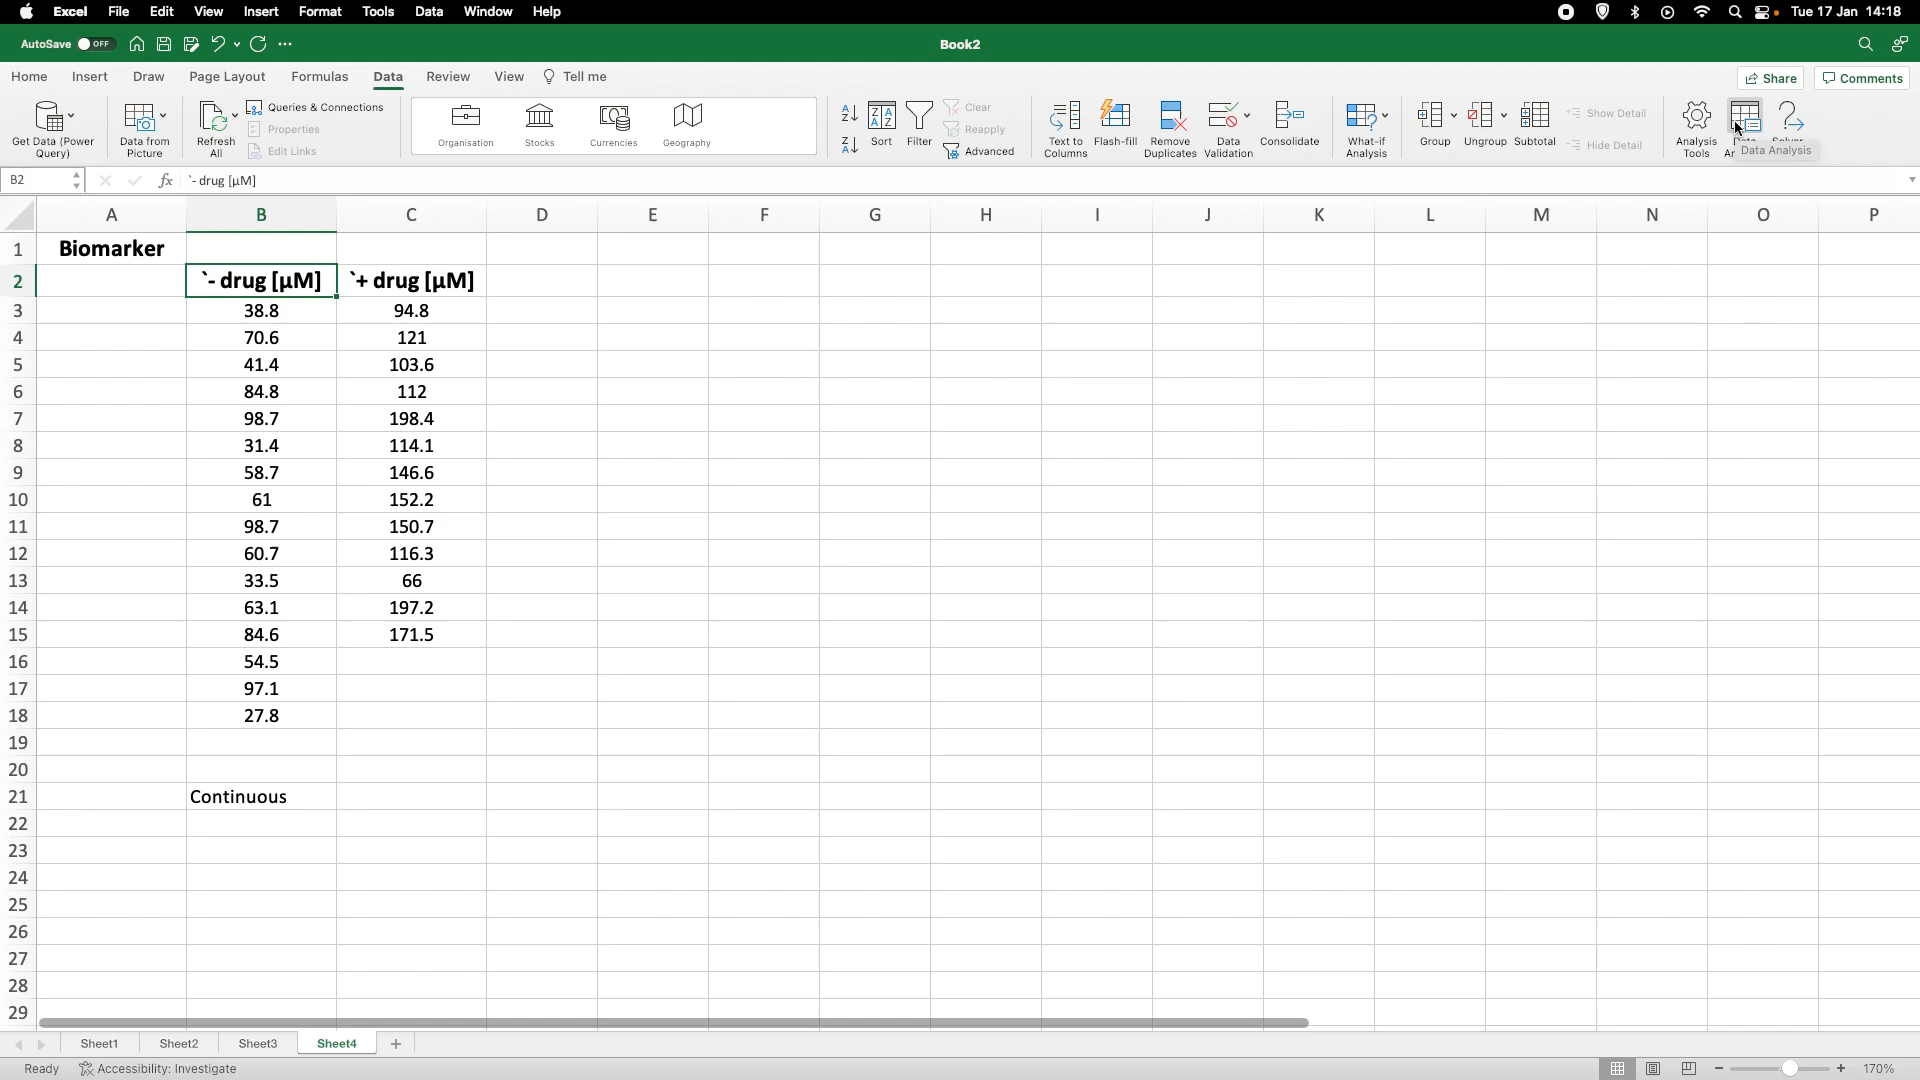 Excel File Edit View Insert Format Tools Data Window Help Tue 17 Jan 14:18
AutoSave OFF Book2
Home Insert Draw Page Layout Formulas Data Review View Tell me Share Comments
Get Data (Power Query)
Data from Picture
Refresh All
Queries & Connections
Properties
Edit Links
Organisation
Stocks
Currencies
Geography
Sort
Filter
Clear
Reapply
Advanced
Text to Columns
Flash-fill
Remove Duplicates
Data Validation
Consolidate
What-if Analysis
Group
Ungroup
Subtotal
Show Detail
Hide Detail
Analysis Tools
Data Analysis
B2 fx `- drug [μM]
A B C D E F G H I J K L M N O P
1 Biomarker
2 `- drug [μM] `+ drug [μM]
3 38.8 94.8
4 70.6 121
5 41.4 103.6
6 84.8 112
7 98.7 198.4
8 31.4 114.1
9 58.7 146.6
10 61 152.2
11 98.7 150.7
12 60.7 116.3
13 33.5 66
14 63.1 197.2
15 84.6 171.5
16 54.5
17 97.1
18 27.8
19
20
21 Continuous
22
23
24
25
26
27
28
29
Sheet1 Sheet2 Sheet3 Sheet4 +
Ready Accessibility: Investigate 170%